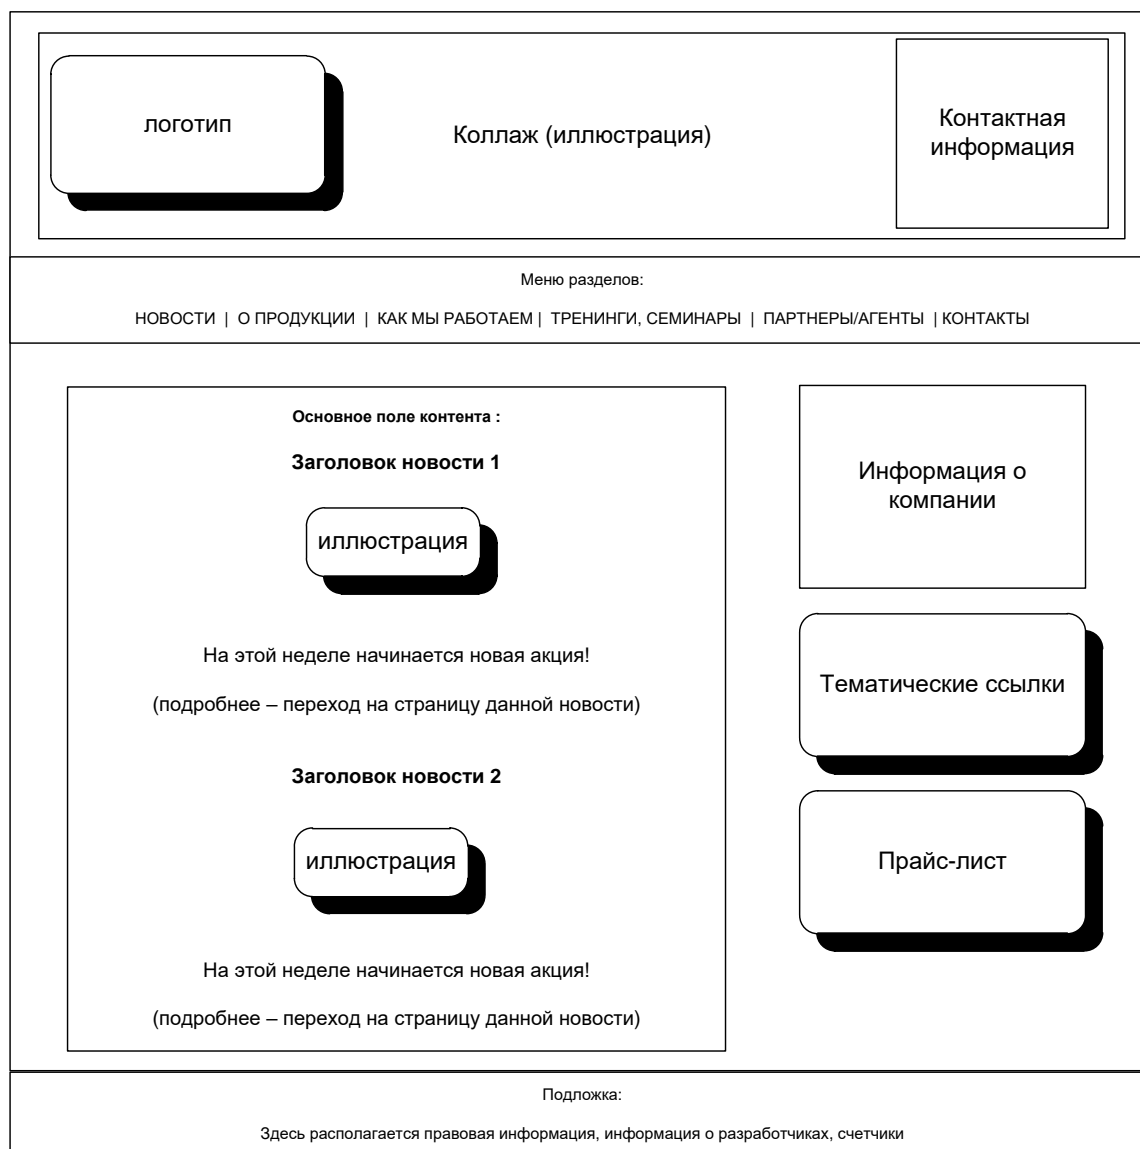 логотип
Коллаж (иллюстрация)
Контактная
информация
Меню разделов:
НОВОСТИ | О ПРОДУКЦИИ | КАК МЫ РАБОТАЕМ | ТРЕНИНГИ, СЕМИНАРЫ | ПАРТНЕРЫ/АГЕНТЫ | КОНТАКТЫ
Основное поле контента :
Заголовок новости 1
иллюстрация
На этой неделе начинается новая акция!
(подробнее – переход на страницу данной новости)
Заголовок новости 2
иллюстрация
На этой неделе начинается новая акция!
(подробнее – переход на страницу данной новости)
Информация о
компании
Тематические ссылки
Прайс-лист
Подложка:
Здесь располагается правовая информация, информация о разработчиках, счетчики